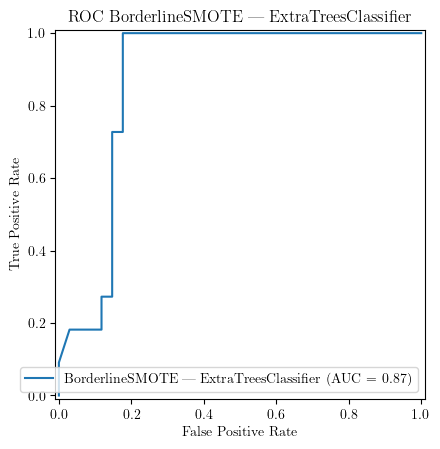 ROC BorderlineSMOTE — ExtraTreesClassifier
1.0
0.8
0.6
0.4
0.2
0.0
True Positive Rate
BorderlineSMOTE — ExtraTreesClassifier (AUC = 0.87)
0.0 0.2 0.4 0.6 0.8 1.0
False Positive Rate